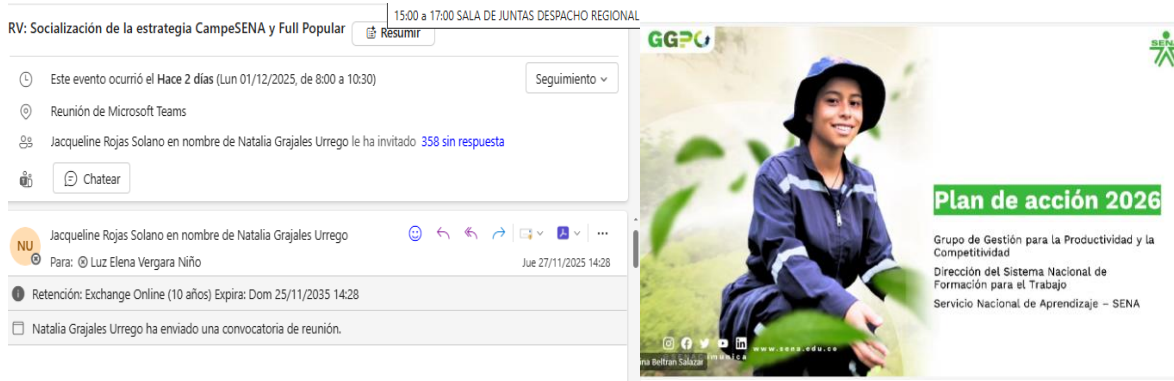 15:00 a 17:00 SALA DE JUNTAS DESPACHO REGIONAL
RV: Socialización de la estrategia CampeSENA y Full Popular
Resumir
Este evento ocurrió el Hace 2 días (Lun 01/12/2025, de 8:00 a 10:30)
Seguimiento
Reunión de Microsoft Teams
Jacqueline Rojas Solano en nombre de Natalia Grajales Urrego le ha invitado 358 sin respuesta
Chatear
NU
Jacqueline Rojas Solano en nombre de Natalia Grajales Urrego
Para: Luz Elena Vergara Niño
Jue 27/11/2025 14:28
Retención: Exchange Online (10 años) Expira: Dom 25/11/2035 14:28
Natalia Grajales Urrego ha enviado una convocatoria de reunión.
GGPC
SENA
Plan de acción 2026
Grupo de Gestión para la Productividad y la
Competitividad
Dirección del Sistema Nacional de
Formación para el Trabajo
Servicio Nacional de Aprendizaje – SENA
www.sena.edu.co
na Beltran Salazar